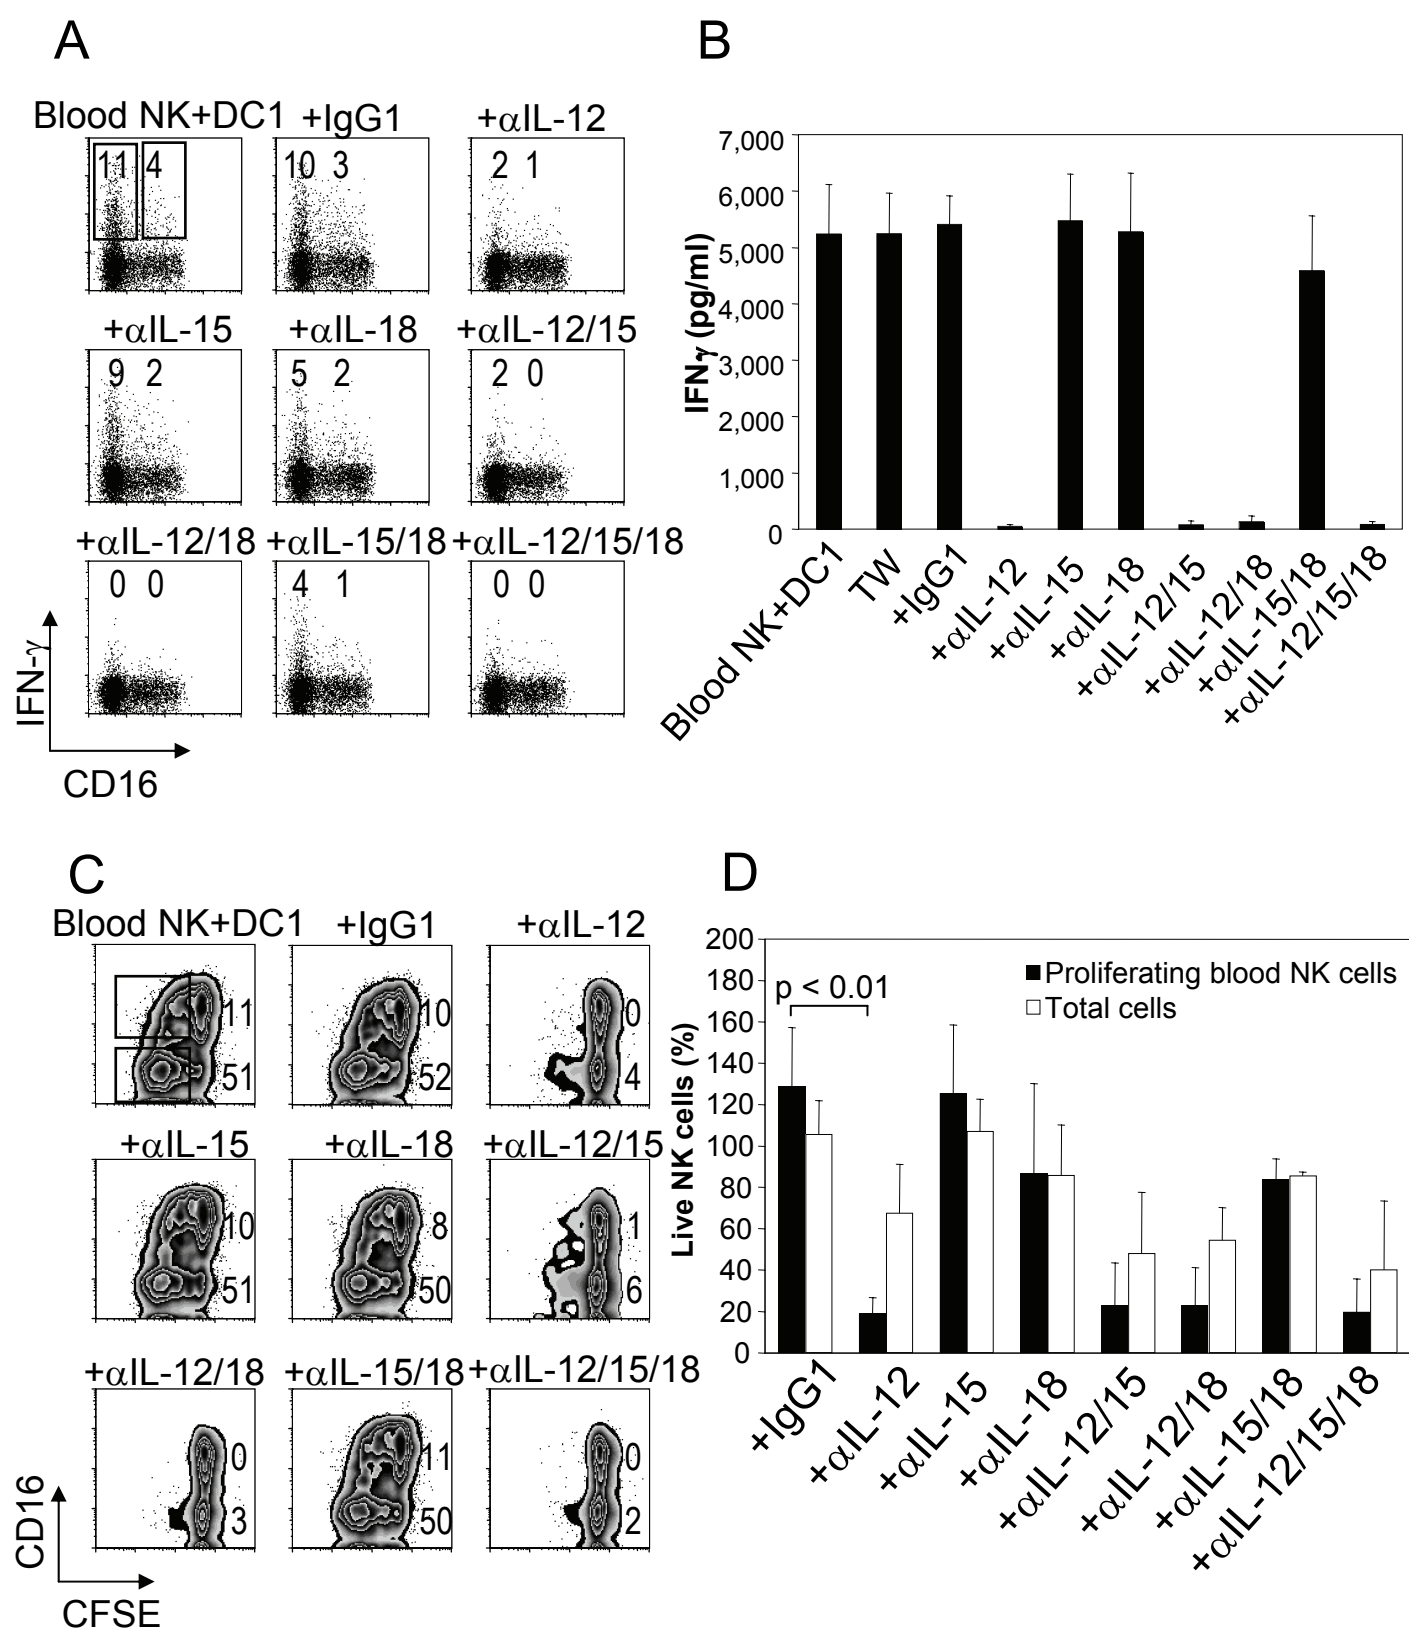 A
Blood NK+DC1 +IgG1 +αIL-12
11 4 10 3 2 1
+αIL-15 +αIL-18 +αIL-12/15
9 2 5 2 2 0
+αIL-12/18 +αIL-15/18 +αIL-12/15/18
0 0 4 1 0 0
IFN-γ
CD16
B
7,000
6,000
5,000
4,000
3,000
2,000
1,000
0
IFNγ (pg/ml)
Blood NK+DC1
TW
+IgG1
+αIL-12
+αIL-15
+αIL-18
+αIL-12/15
+αIL-12/18
+αIL-15/18
+αIL-12/15/18
C
Blood NK+DC1 +IgG1 +αIL-12
11 10 0
51 52 4
+αIL-15 +αIL-18 +αIL-12/15
10 8 1
51 50 6
+αIL-12/18 +αIL-15/18 +αIL-12/15/18
0 11 0
3 50 2
CD16
CFSE
D
200
180
160
140
120
100
80
60
40
20
0
Live NK cells (%)
p < 0.01
Proliferating blood NK cells
Total cells
+IgG1
+αIL-12
+αIL-15
+αIL-18
+αIL-12/15
+αIL-12/18
+αIL-15/18
+αIL-12/15/18